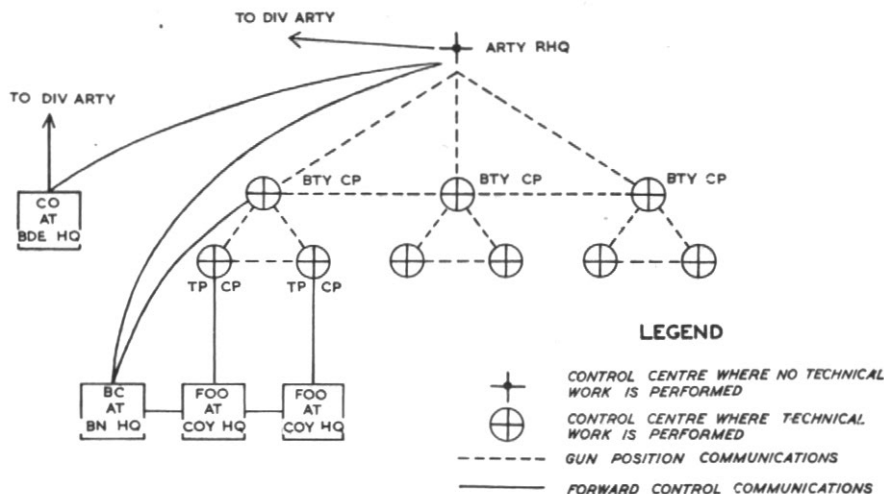 TO DIV ARTY
ARTY RHQ
TO DIV ARTY
BTY CP
BTY CP
BTY CP
CO
AT
BDE HQ
TP CP
TP CP
BC
AT
BN HQ
FOO
AT
COY HQ
FOO
AT
COY HQ
LEGEND
CONTROL CENTRE WHERE NO TECHNICAL
WORK IS PERFORMED
CONTROL CENTRE WHERE TECHNICAL
WORK IS PERFORMED
GUN POSITION COMMUNICATIONS
FORWARD CONTROL COMMUNICATIONS